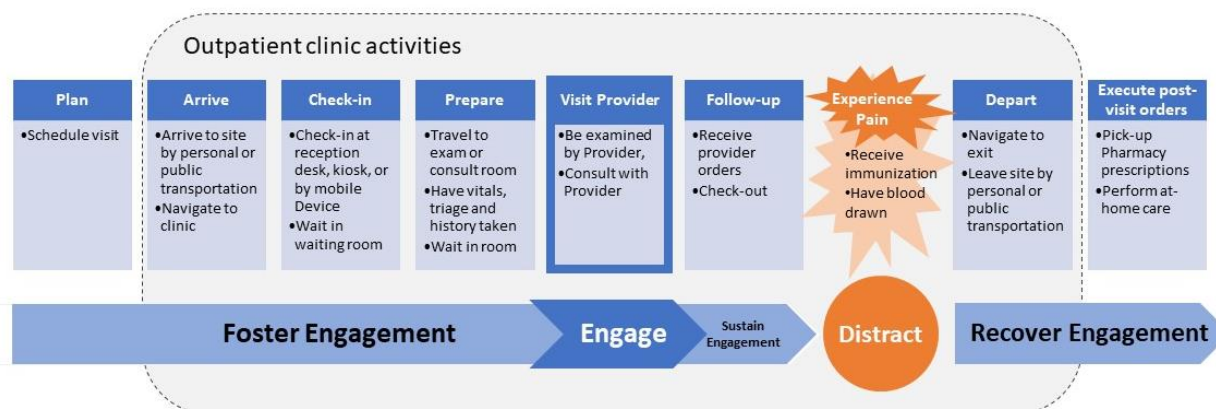 Outpatient clinic activities
Plan
•Schedule visit
Arrive
•Arrive to site
by personal or
public
transportation
•Navigate to
clinic
Check-in
•Check-in at
reception
desk, kiosk, or
by mobile
Device
•Wait in
waiting room
Prepare
•Travel to
exam or
consult room
•Have vitals,
triage and
history taken
•Wait in room
Visit Provider
•Be examined
by Provider,
•Consult with
Provider
Follow-up
•Receive
provider
orders
•Check-out
Experience
Pain
•Receive
immunization
•Have blood
drawn
Depart
•Navigate to
exit
•Leave site by
personal or
public
transportation
Execute post-
visit orders
•Pick-up
Pharmacy
prescriptions
•Perform at-
home care
Foster Engagement
Engage
Sustain
Engagement
Distract
Recover Engagement